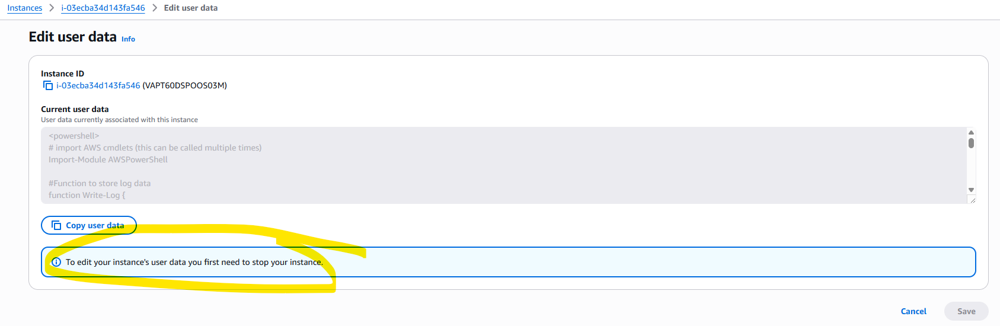 Instances > i-03ecba34d143fa546 > Edit user data
Edit user data Info
Instance ID
i-03ecba34d143fa546 (VAPT60DSPOOS03M)
Current user data
User data currently associated with this instance
<powershell>
# import AWS cmdlets (this can be called multiple times)
Import-Module AWSPowerShell
#Function to store log data
function Write-Log {
Copy user data
To edit your instance's user data you first need to stop your instance.
Cancel Save